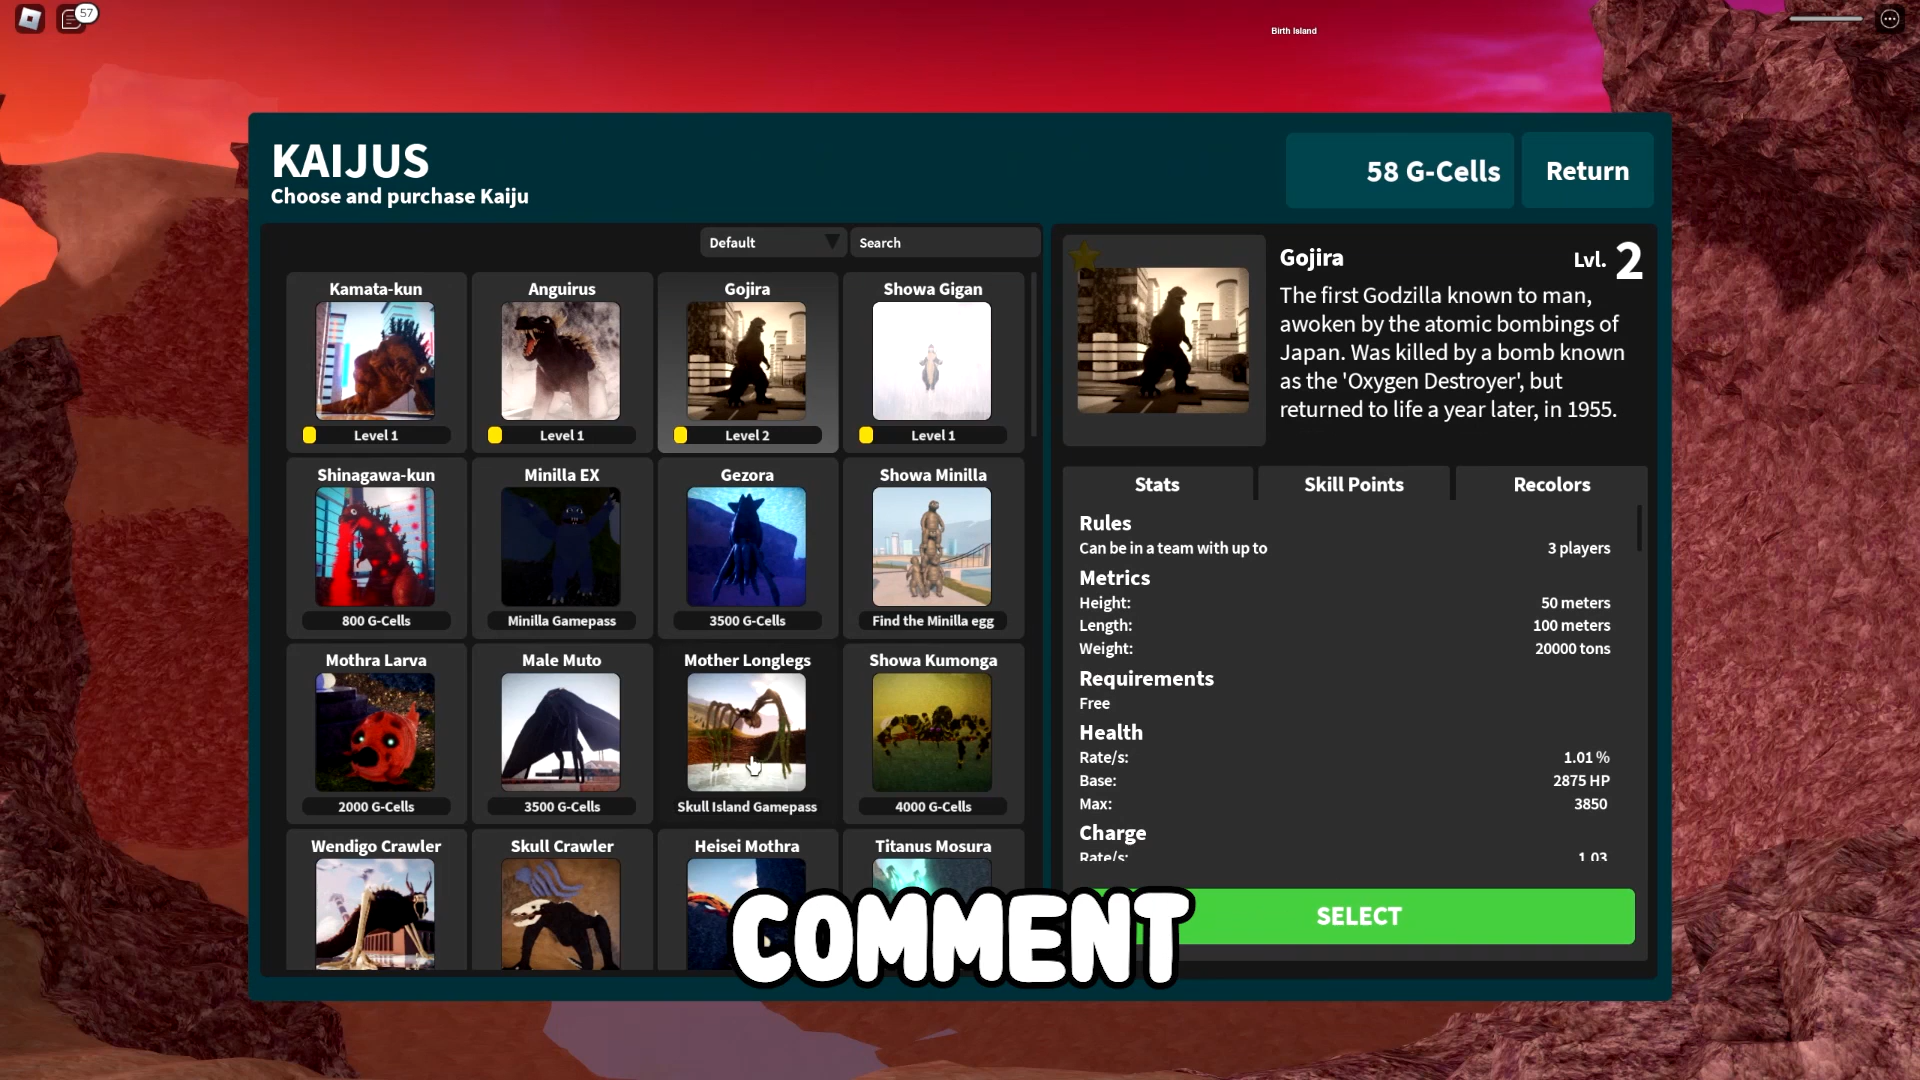 57
Birth Island
KAIJUS
Choose and purchase Kaiju
58 G-Cells
Return
Default
Search
Kamata-kun
Anguirus
Gojira
Showa Gigan
Level 1
Level 1
Level 2
Level 1
Shinagawa-kun
Minilla EX
Gezora
Showa Minilla
800 G-Cells
Minilla Gamepass
3500 G-Cells
Find the Minilla egg
Mothra Larva
Male Muto
Mother Longlegs
Showa Kumonga
2000 G-Cells
3500 G-Cells
Skull Island Gamepass
4000 G-Cells
Wendigo Crawler
Skull Crawler
Heisei Mothra
Titanus Mosura
Gojira
Lvl. 2
The first Godzilla known to man,
awoken by the atomic bombings of
Japan. Was killed by a bomb known
as the 'Oxygen Destroyer', but
returned to life a year later, in 1955.
Stats
Skill Points
Recolors
Rules
Can be in a team with up to 3 players
Metrics
Height: 50 meters
Length: 100 meters
Weight: 20000 tons
Requirements
Free
Health
Rate/s: 1.01 %
Base: 2875 HP
Max: 3850
Charge
Rate/s: 1.03
SELECT
COMMENT